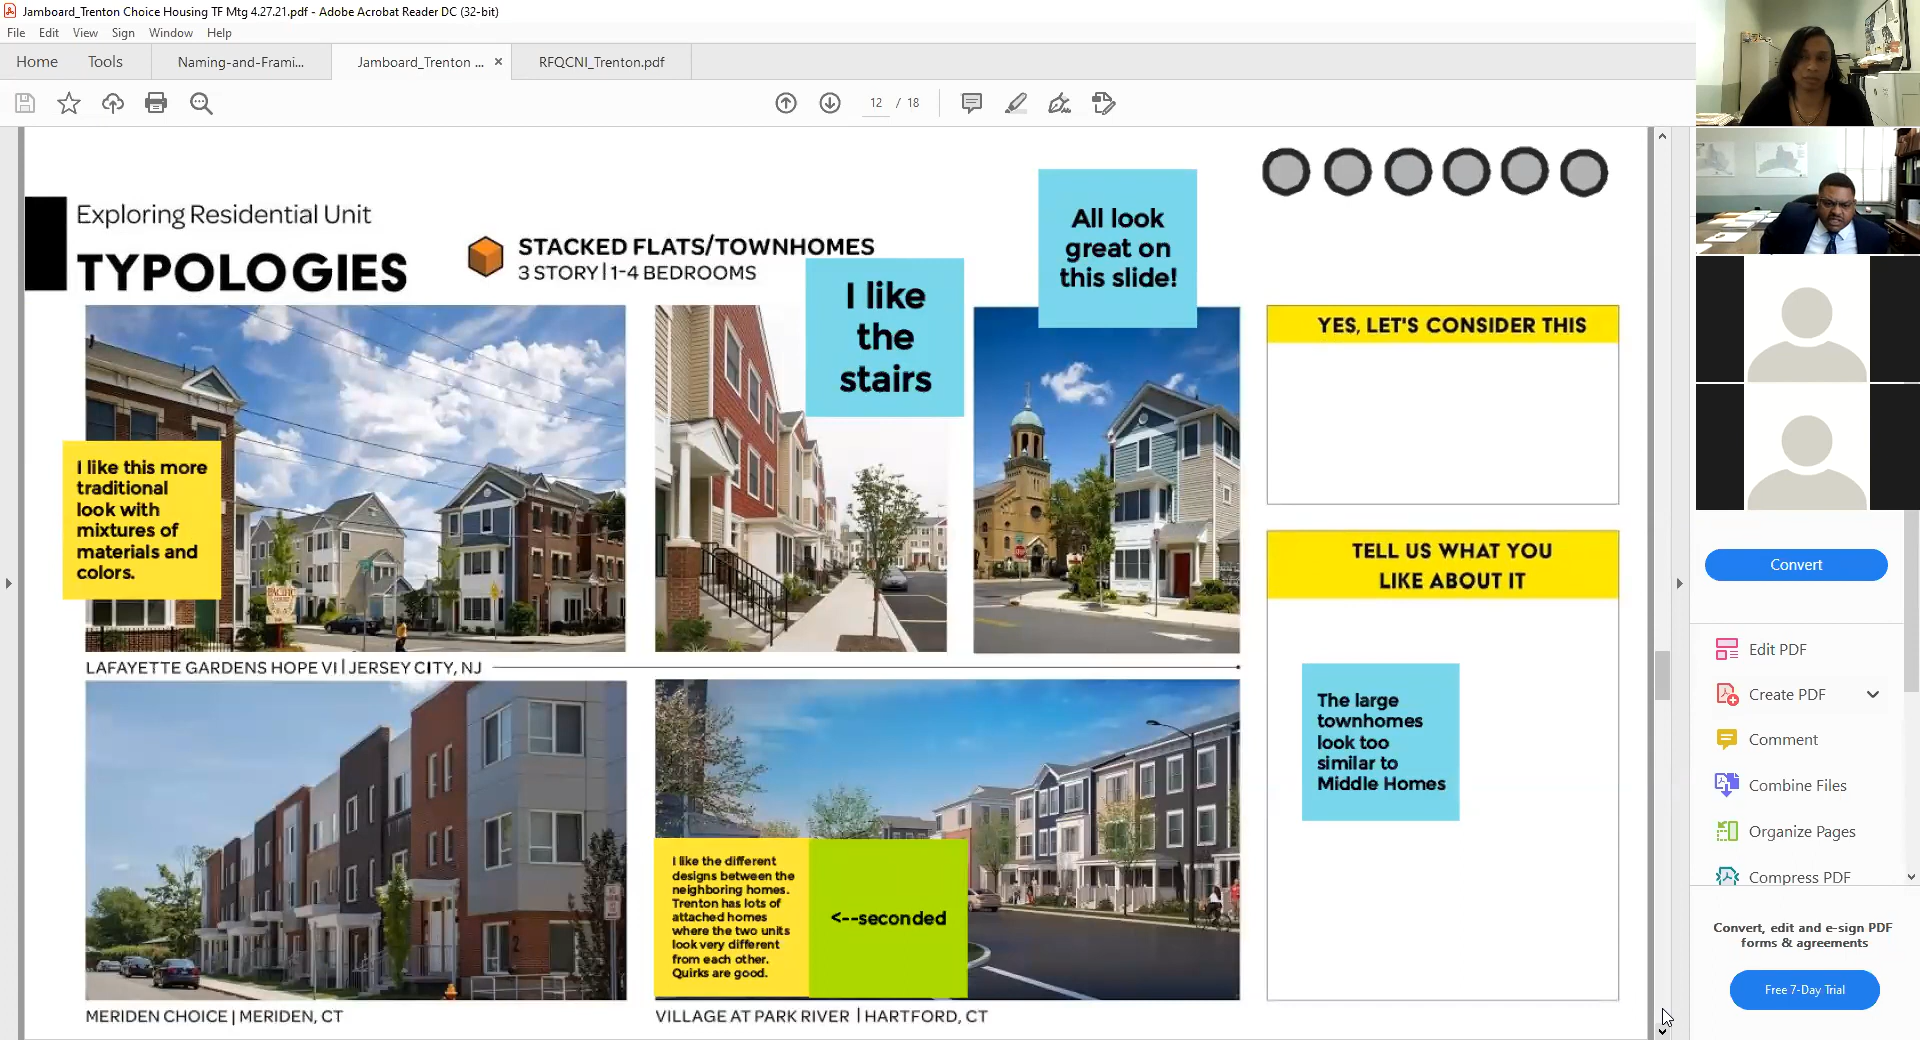 Jamboard_Trenton Choice Housing TF Mtg 4.27.21.pdf - Adobe Acrobat Reader DC (32-bit)
File Edit View Sign Window Help
Home Tools Naming-and-Frami... Jamboard_Trenton ... × RFQCNI_Trenton.pdf
12 / 18
Exploring Residential Unit
TYPOLOGIES
STACKED FLATS/TOWNHOMES
3 STORY | 1-4 BEDROOMS
I like
the
stairs
All look
great on
this slide!
I like this more
traditional
look with
mixtures of
materials and
colors.
LAFAYETTE GARDENS HOPE VI | JERSEY CITY, NJ
I like the different
designs between the
neighboring homes.
Trenton has lots of
attached homes
where the two units
look very different
from each other.
Quirks are good.
<--seconded
MERIDEN CHOICE | MERIDEN, CT
VILLAGE AT PARK RIVER | HARTFORD, CT
YES, LET'S CONSIDER THIS
TELL US WHAT YOU
LIKE ABOUT IT
The large
townhomes
look too
similar to
Middle Homes
Convert
Edit PDF
Create PDF
Comment
Combine Files
Organize Pages
Compress PDF
Convert, edit and e-sign PDF
forms & agreements
Free 7-Day Trial